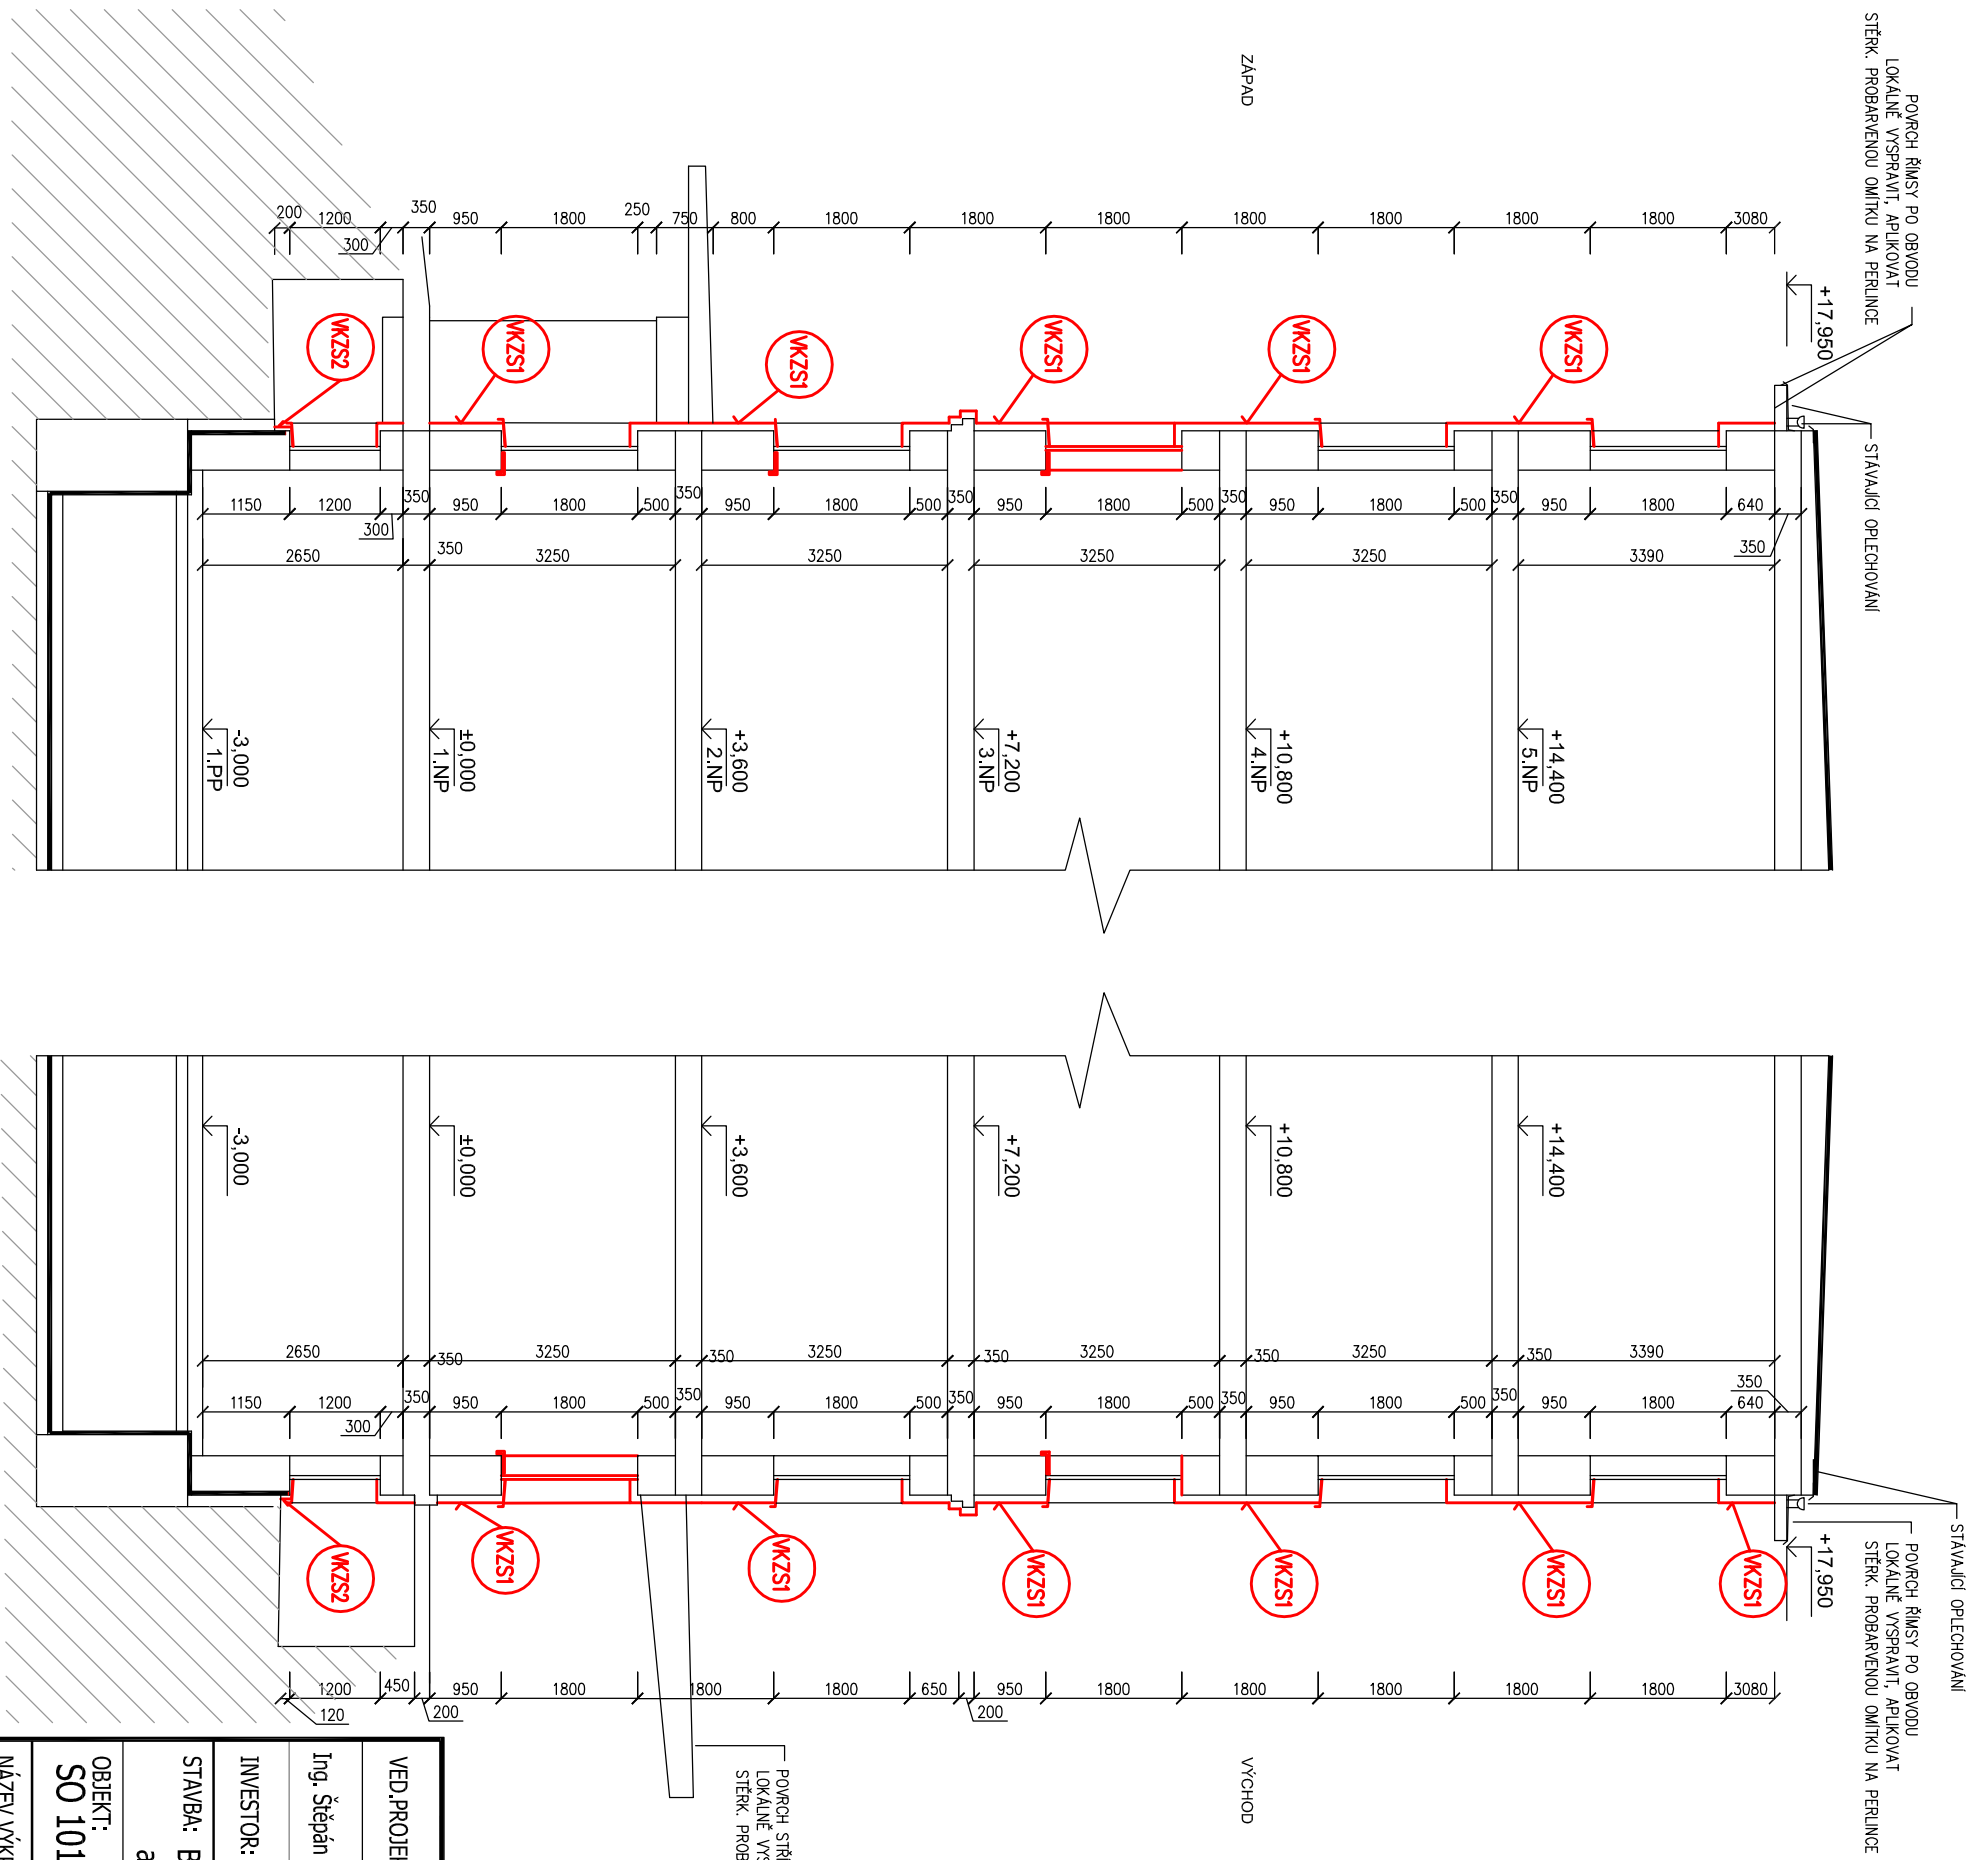 ZÁPAD
POVRCH ŘÍMSY PO OBVODU
LOKÁLNĚ VYSPRAVIT, APLIKOVAT
STĚRK. PROBARVENOU OMÍTKU NA PERLINCE
+17,950
STÁVAJÍCÍ OPLECHOVÁNÍ
200 1200 300 350 950 1800 250 750 800 1800 1800 1800 1800 1800 1800 1800 3080
VKZS2
VKZS1
VKZS1
VKZS1
VKZS1
VKZS1
1150 1200 300 350 950 1800 500 350 950 1800 500 350 950 1800 500 350 950 1800 500 350 950 1800 640 350
2650 350 3250 3250 3250 3250 3390
-3,000
1.PP
±0,000
1.NP
+3,600
2.NP
+7,200
3.NP
+10,800
4.NP
+14,400
5.NP
-3,000
±0,000
+3,600
+7,200
+10,800
+14,400
2650 350 3250 350 3250 350 3250 350 3250 350 3390
1150 1200 300 350 950 1800 500 350 950 1800 500 350 950 1800 500 350 950 1800 500 350 950 1800 640 350
VKZS2
VKZS1
VKZS1
VKZS1
VKZS1
VKZS1
VKZS1
+17,950
STÁVAJÍCÍ OPLECHOVÁNÍ
POVRCH ŘÍMSY PO OBVODU
LOKÁLNĚ VYSPRAVIT, APLIKOVAT
STĚRK. PROBARVENOU OMÍTKU NA PERLINCE
120 1200 450 200 950 1800 1800 1800 650 200 950 1800 1800 1800 1800 1800 3080
VÝCHOD
POVRCH STŘÍ
LOKÁLNĚ VYS
STĚRK. PROB
VED.PROJEK
Ing. Štěpán
INVESTOR:
STAVBA: B
a
OBJEKT:
SO 101
NÁZEV VÝKR